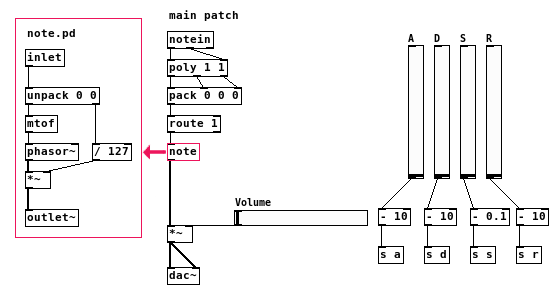 note.pd
inlet
unpack 0 0
mtof
phasor~
/ 127
*~
outlet~
main patch
notein
poly 1 1
pack 0 0 0
route 1
note
Volume
*~
dac~
A D S R
- 10 - 10 - 0.1 - 10
s a s d s s s r